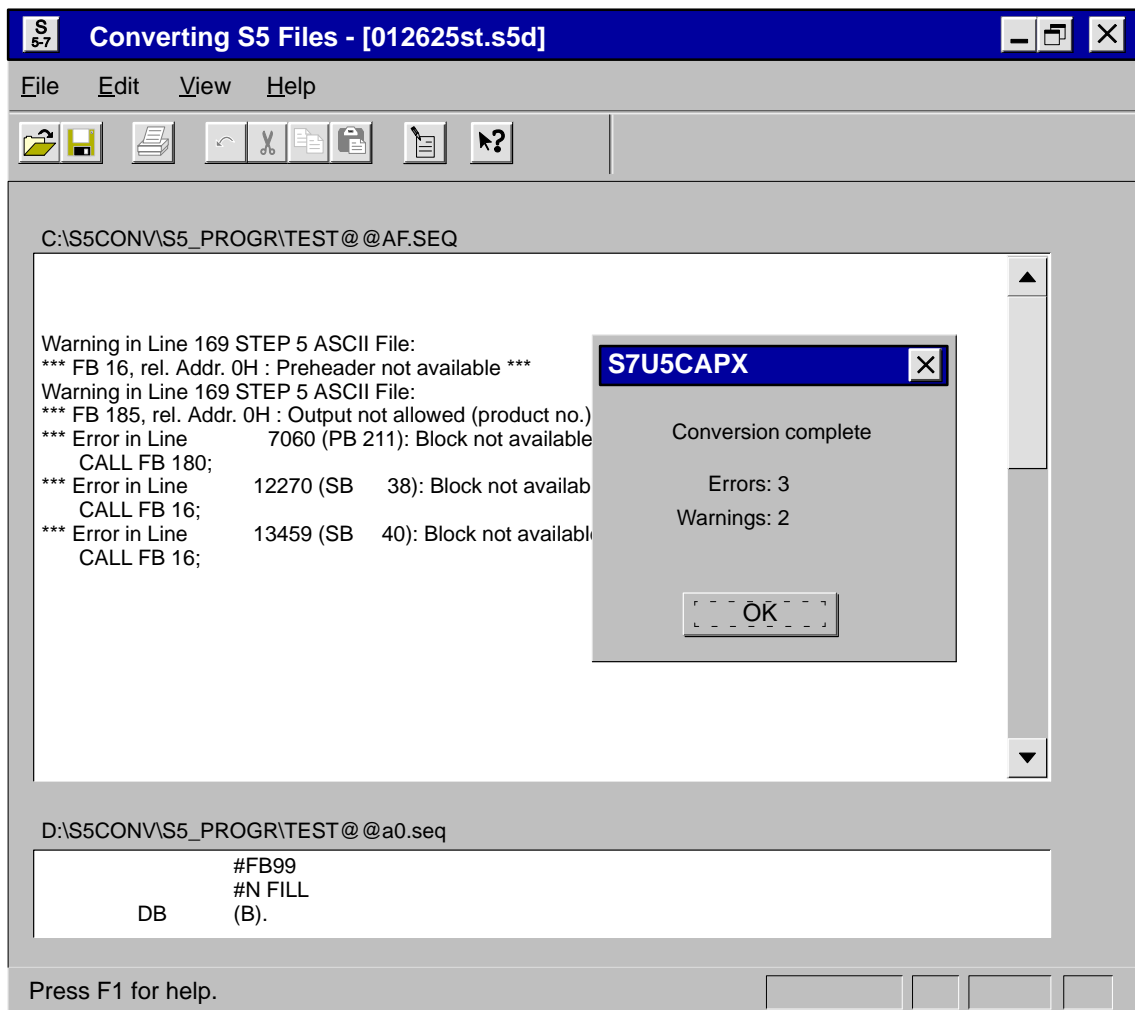 S
5-7
Converting S5 Files - [012625st.s5d]
File Edit View Help
C:\S5CONV\S5_PROGR\TEST@@AF.SEQ
Warning in Line 169 STEP 5 ASCII File:
*** FB 16, rel. Addr. 0H : Preheader not available ***
Warning in Line 169 STEP 5 ASCII File:
*** FB 185, rel. Addr. 0H : Output not allowed (product no.)
*** Error in Line 7060 (PB 211): Block not available
CALL FB 180;
*** Error in Line 12270 (SB 38): Block not availab
CALL FB 16;
*** Error in Line 13459 (SB 40): Block not available
CALL FB 16;
S7U5CAPX
Conversion complete
Errors: 3
Warnings: 2
OK
D:\S5CONV\S5_PROGR\TEST@@a0.seq
#FB99
#N FILL
DB (B).
Press F1 for help.